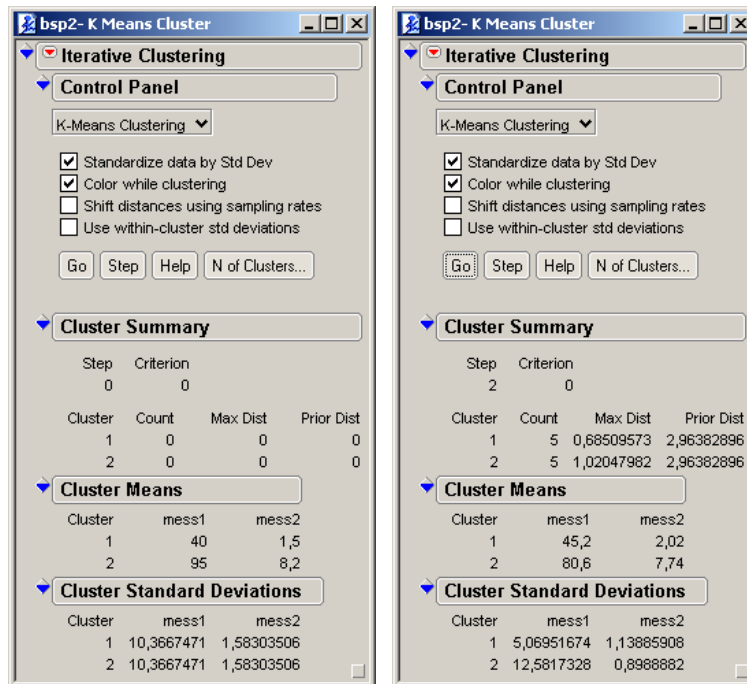 bsp2- K Means Cluster
Iterative Clustering
Control Panel
K-Means Clustering
Standardize data by Std Dev
Color while clustering
Shift distances using sampling rates
Use within-cluster std deviations
Go Step Help N of Clusters...
Cluster Summary
Step Criterion
0 0
Cluster Count Max Dist Prior Dist
1 0 0 0
2 0 0 0
Cluster Means
Cluster mess1 mess2
1 40 1,5
2 95 8,2
Cluster Standard Deviations
Cluster mess1 mess2
1 10,3667471 1,58303506
2 10,3667471 1,58303506
bsp2- K Means Cluster
Iterative Clustering
Control Panel
K-Means Clustering
Standardize data by Std Dev
Color while clustering
Shift distances using sampling rates
Use within-cluster std deviations
Go Step Help N of Clusters...
Cluster Summary
Step Criterion
2 0
Cluster Count Max Dist Prior Dist
1 5 0,68509573 2,96382896
2 5 1,02047982 2,96382896
Cluster Means
Cluster mess1 mess2
1 45,2 2,02
2 80,6 7,74
Cluster Standard Deviations
Cluster mess1 mess2
1 5,06951674 1,13885908
2 12,5817328 0,8988882